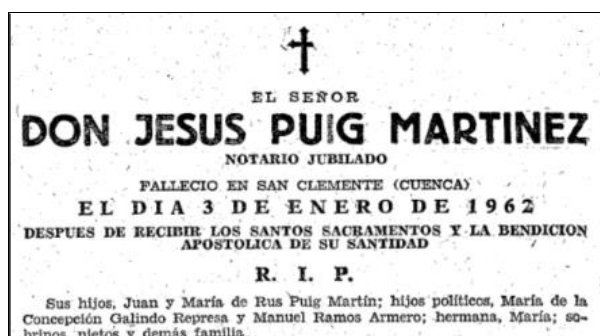 EL SEÑOR
DON JESUS PUIG MARTINEZ
NOTARIO JUBILADO
FALLECIO EN SAN CLEMENTE (CUENCA)
EL DIA 3 DE ENERO DE 1962
DESPUES DE RECIBIR LOS SANTOS SACRAMENTOS Y LA BENDICION
APOSTOLICA DE SU SANTIDAD
R. I. P.
Sus hijos, Juan y María de Rus Puig Martín; hijos políticos, María de la
Concepción Galindo Represa y Manuel Ramos Armero; hermana, María; so-
brinos, nietos y demás familia